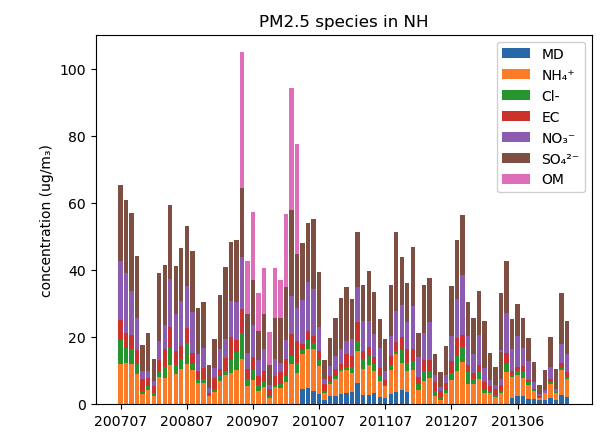 PM2.5 species in NH
concentration (ug/m₃)
100
80
60
40
20
0
MD
NH₄⁺
Cl-
EC
NO₃⁻
SO₄²⁻
OM
200707 200807 200907 201007 201107 201207 201306